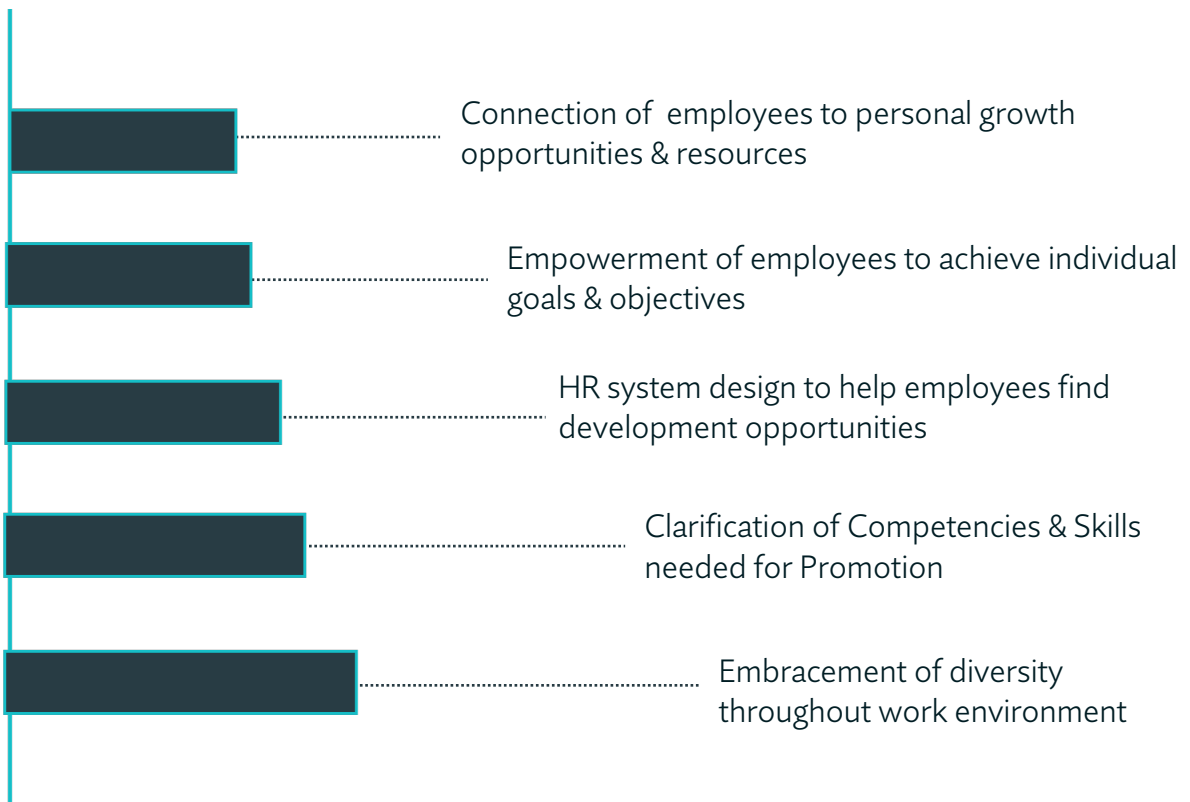 Connection of  employees to personal growth
opportunities & resources
Empowerment of employees to achieve individual
goals & objectives
HR system design to help employees find
development opportunities
Clarification of Competencies & Skills
needed for Promotion
Embracement of diversity
throughout work environment